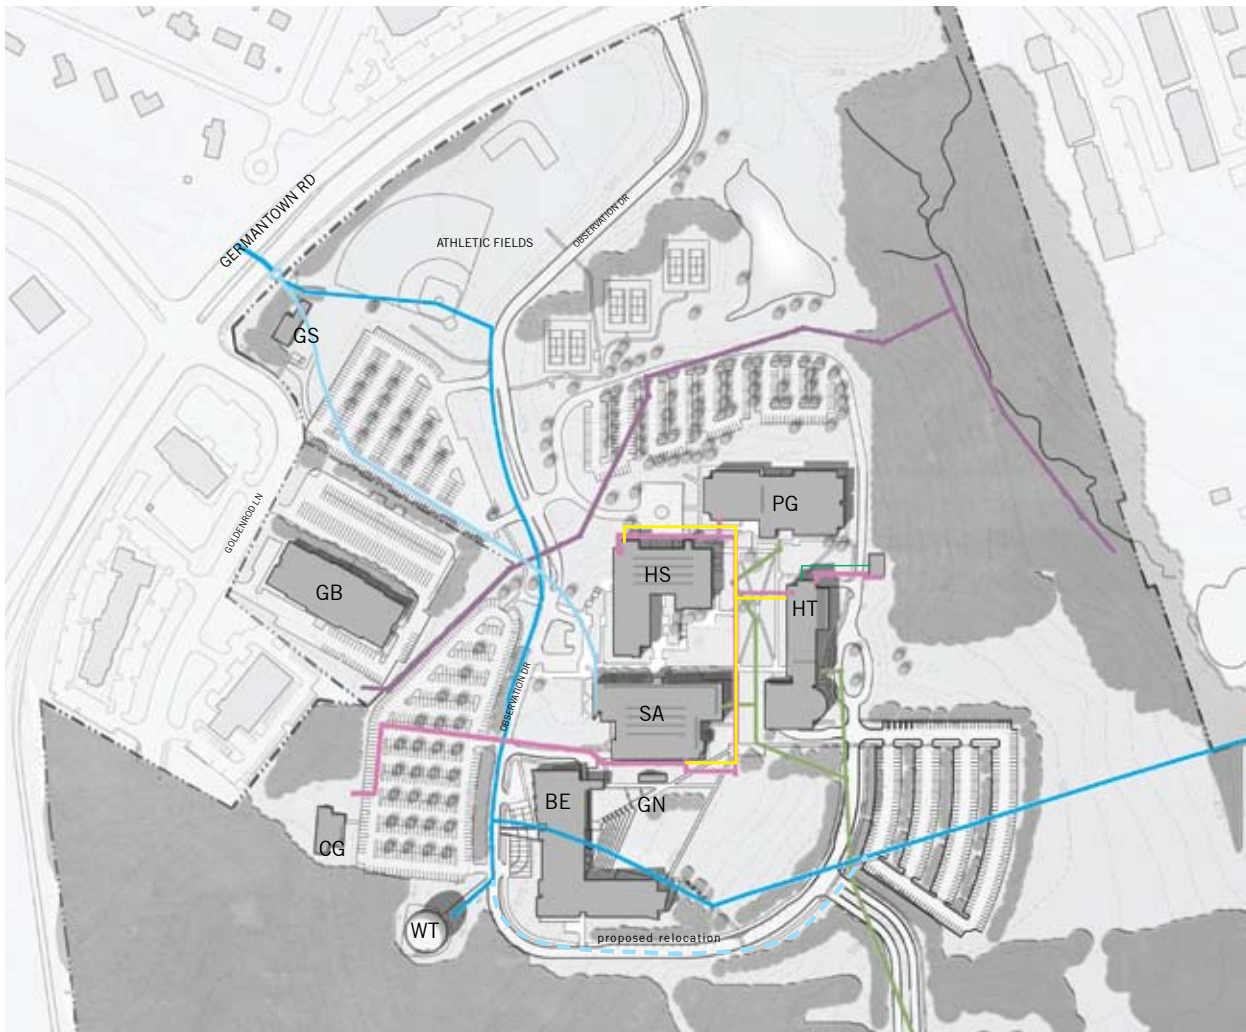 GERMANTOWN RD
OBSERVATION DR
ATHLETIC FIELDS
GS
PG
GOLDENROD LN
HS
GB
HT
OBSERVATION DR
SA
BE
GN
CG
WT
proposed relocation